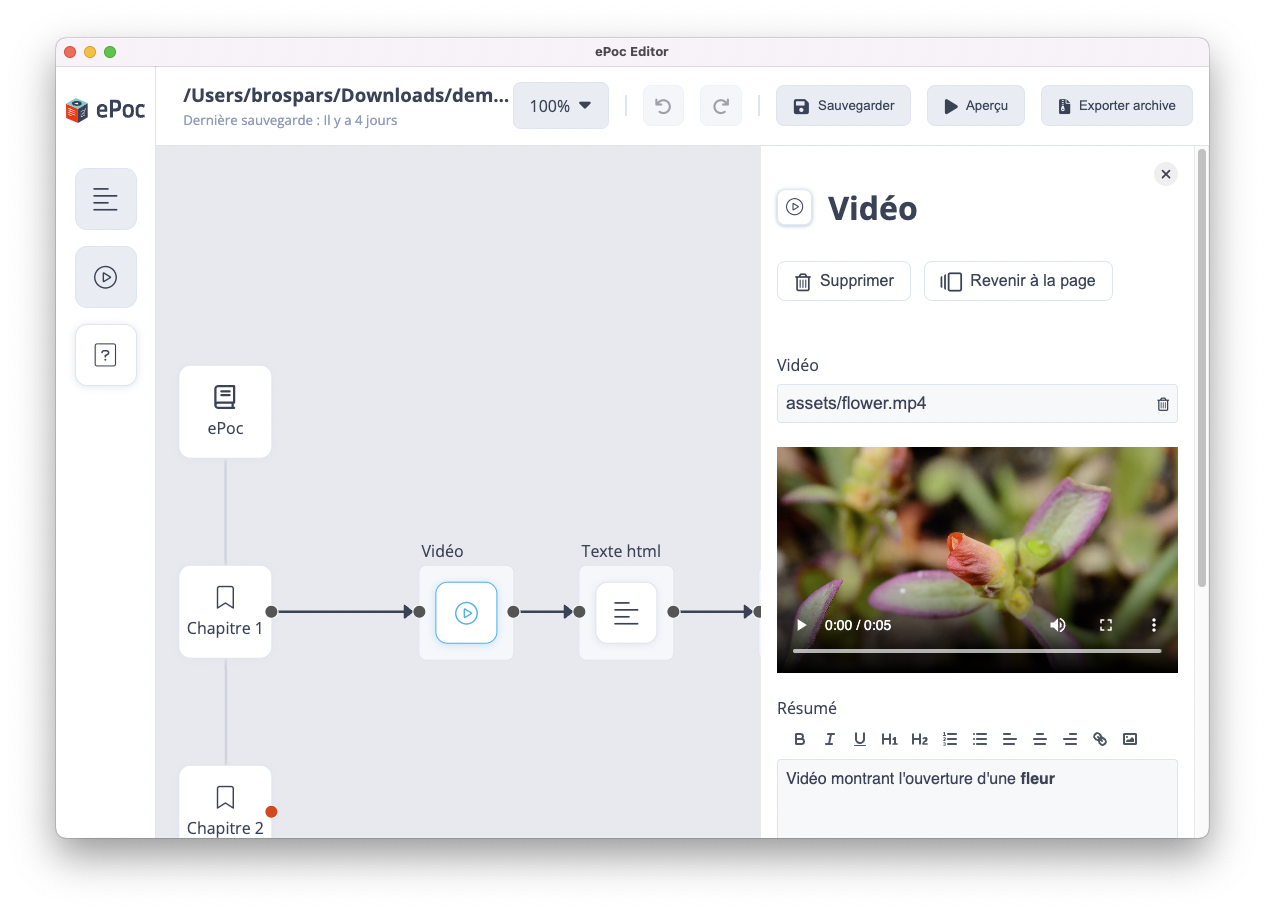 ePoc Editor
ePoc
/Users/brospars/Downloads/dem...
Dernière sauvegarde : Il y a 4 jours
100%
Sauvegarder
Aperçu
Exporter archive
?
ePoc
Chapitre 1
Chapitre 2
Vidéo
Texte html
Vidéo
Supprimer
Revenir à la page
Vidéo
assets/flower.mp4
0:00 / 0:05
Résumé
B I U H1 H2
Vidéo montrant l'ouverture d'une fleur